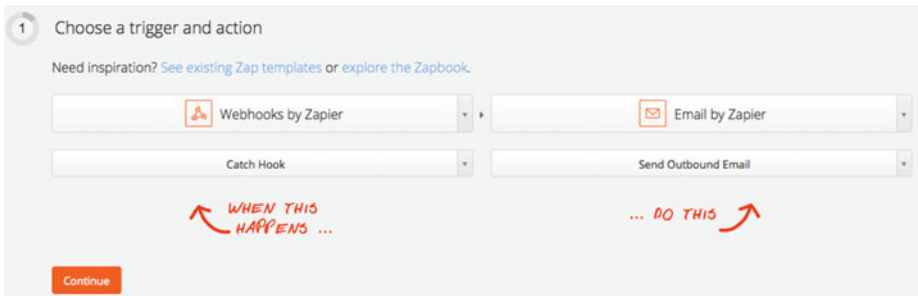 1 Choose a trigger and action
Need inspiration? See existing Zap templates or explore the Zapbook.
Webhooks by Zapier
Email by Zapier
Catch Hook
Send Outbound Email
WHEN THIS
HAPPENS ...
... DO THIS
Continue